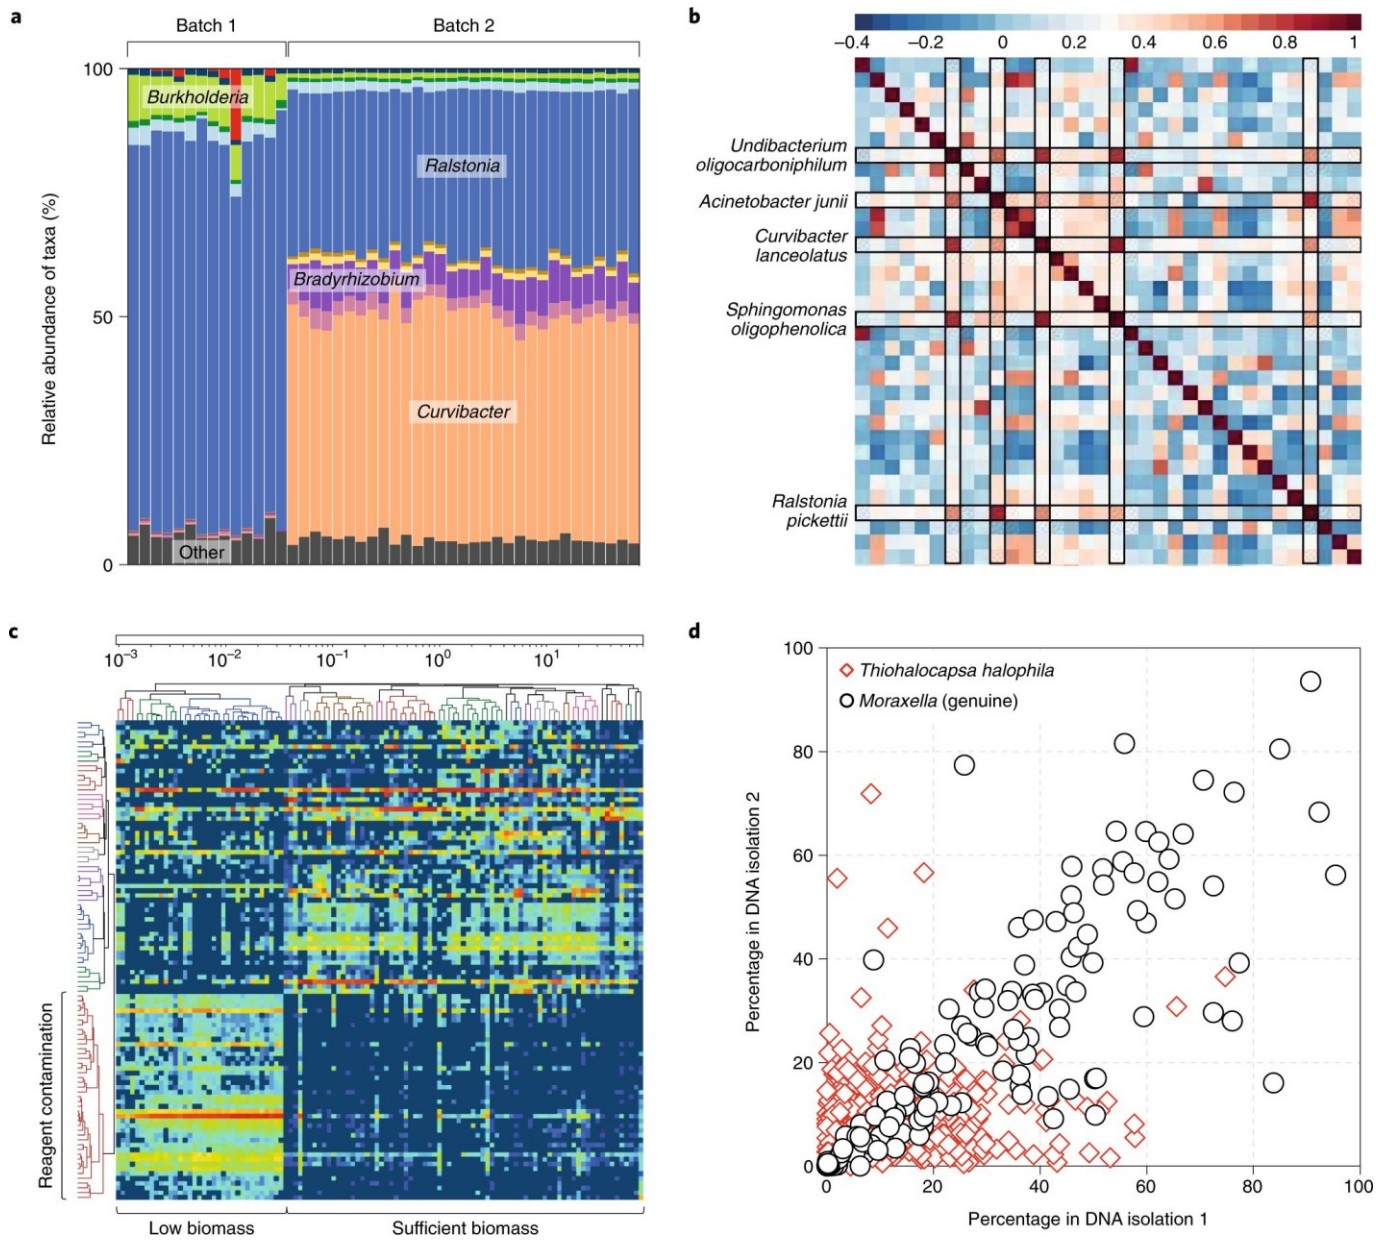 a
Batch 1
Batch 2
100
50
0
Relative abundance of taxa (%)
Burkholderia
Ralstonia
Bradyrhizobium
Curvibacter
Other
b
−0.4
−0.2
0
0.2
0.4
0.6
0.8
1
Undibacterium
oligocarboniphilum
Acinetobacter junii
Curvibacter
lanceolatus
Sphingomonas
oligophenolica
Ralstonia
pickettii
c
10−3
10−2
10−1
100
101
Reagent contamination
Low biomass
Sufficient biomass
d
100
80
60
40
20
0
Percentage in DNA isolation 2
Thiohalocapsa halophila
Moraxella (genuine)
0
20
40
60
80
100
Percentage in DNA isolation 1